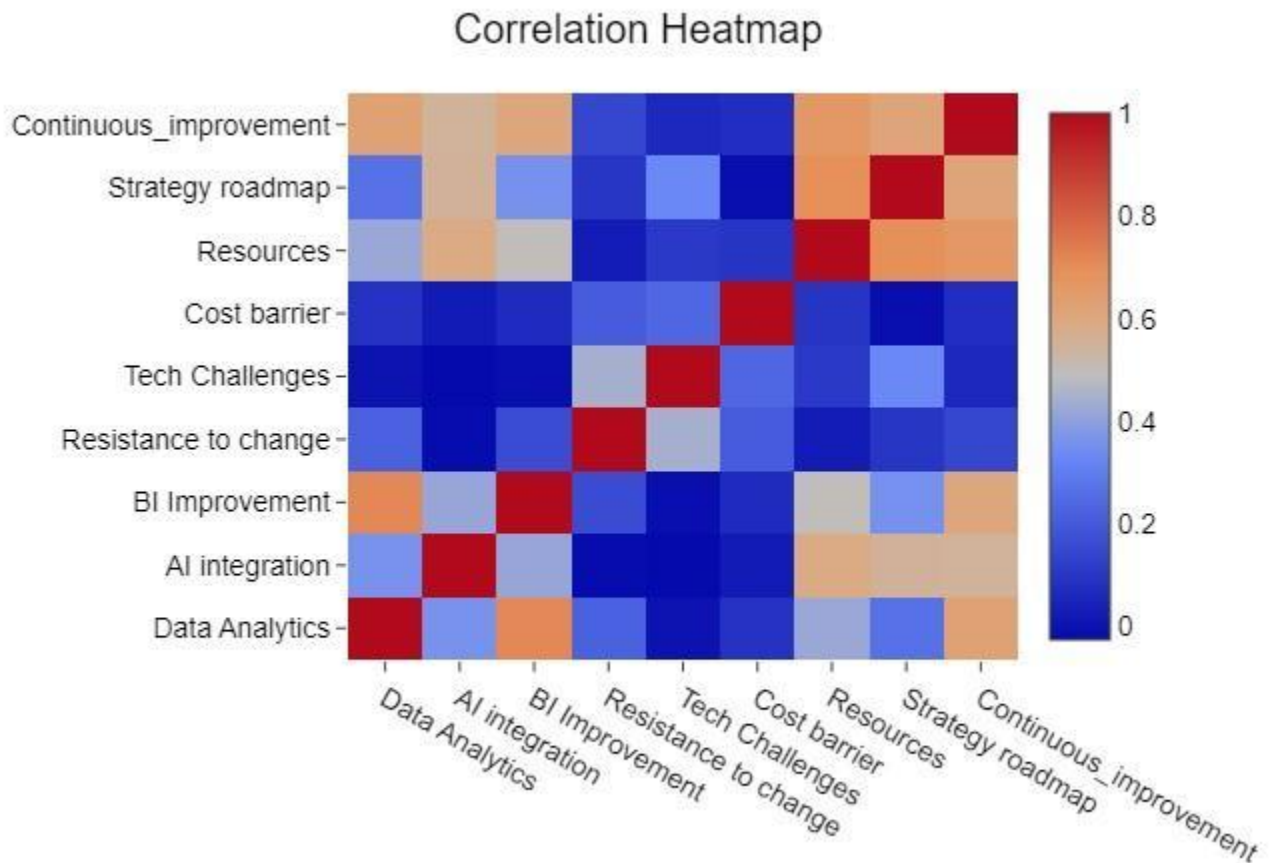 Correlation Heatmap
Continuous_improvement
Strategy roadmap
Resources
Cost barrier
Tech Challenges
Resistance to change
BI Improvement
AI integration
Data Analytics
1
0.8
0.6
0.4
0.2
0
Data Analytics
AI integration
BI Improvement
Resistance to change
Tech Challenges
Cost barrier
Resources
Strategy roadmap
Continuous_improvement